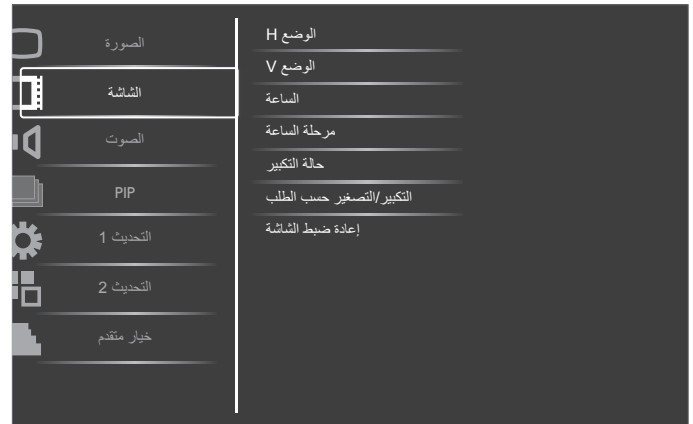 الصورة
الشاشة
الصوت
PIP
التحديث 1
التحديث 2
خيار متقدم
الوضع H
الوضع V
الساعة
مرحلة الساعة
حالة التكبير
التكبير/التصغير حسب الطلب
إعادة ضبط الشاشة